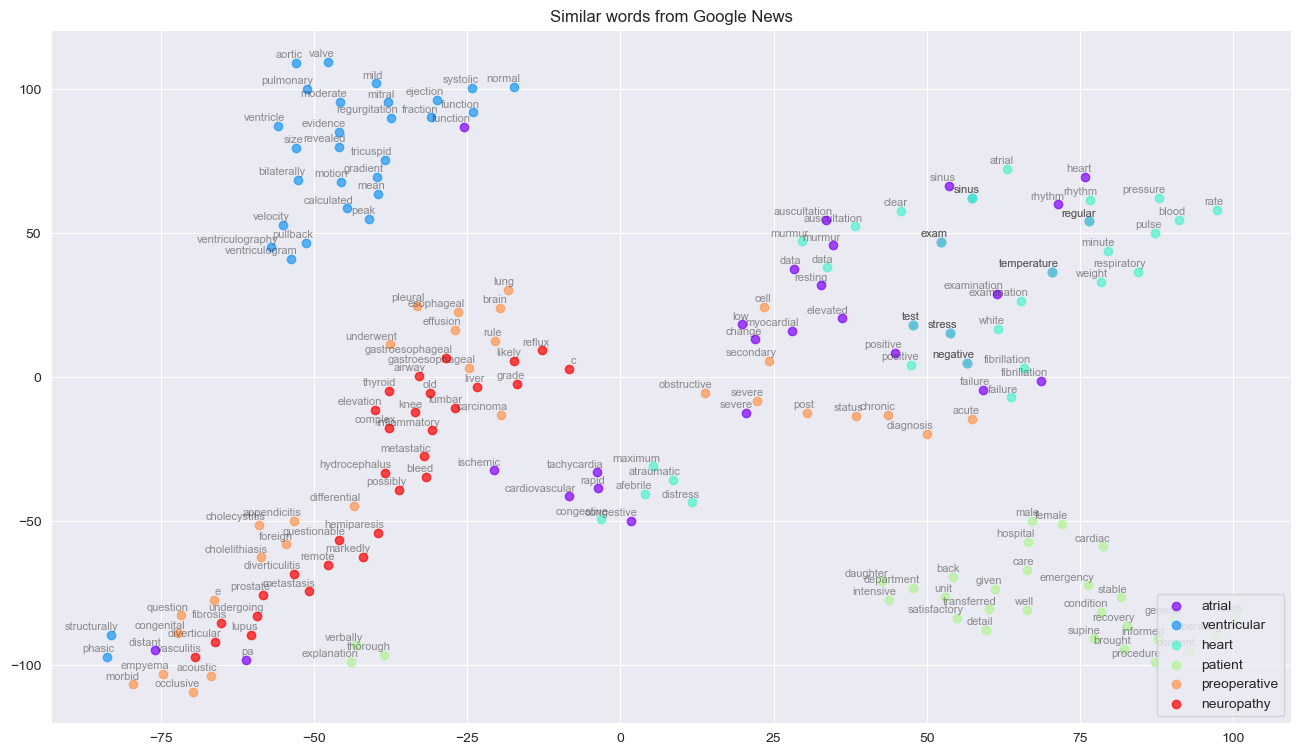 Similar words from Google News
aortic
valve
mild
systolic
normal
pulmonary
moderate
mitral
ejection
regurgitation
fraction
function
function
ventricle
evidence
size
revealed
tricuspid
bilaterally
motion
gradient
mean
calculated
peak
velocity
pullback
ventriculography
ventriculogram
atrial
heart
sinus
sinus
rhythm
rhythm
pressure
rate
clear
auscultation
auscultation
regular
blood
pulse
murmur
murmur
exam
minute
data
data
resting
temperature
respiratory
weight
examination
examination
lung
pleural
esophageal
brain
cell
effusion
low
myocardial
elevated
test
stress
white
underwent
rule
change
gastroesophageal
gastroesophageal
likely
reflux
c
secondary
positive
positive
negative
fibrillation
fibrillation
airway
thyroid
old
liver
grade
obstructive
failure
failure
elevation
knee
lumbar
carcinoma
severe
severe
post
status
chronic
acute
complex
inflammatory
diagnosis
metastatic
hydrocephalus
bleed
possibly
ischemic
tachycardia
rapid
cardiovascular
maximum
atraumatic
afebrile
distress
congestive
congestive
differential
appendicitis
cholecystitis
foreign
questionable
hemiparesis
cholelithiasis
diverticulitis
remote
markedly
prostate
metastasis
male
female
hospital
cardiac
care
daughter
department
back
intensive
unit
given
emergency
stable
transferred
well
condition
satisfactory
detail
recovery
supine
informed
brought
procedure
e
question
fibrosis
undergoing
structurally
congenital
diverticular
lupus
phasic
distant
vasculitis
pa
empyema
acoustic
morbid
occlusive
verbally
explanation
thorough
atrial
ventricular
heart
patient
preoperative
neuropathy
100
50
0
−50
−100
−75
−50
−25
0
25
50
75
100